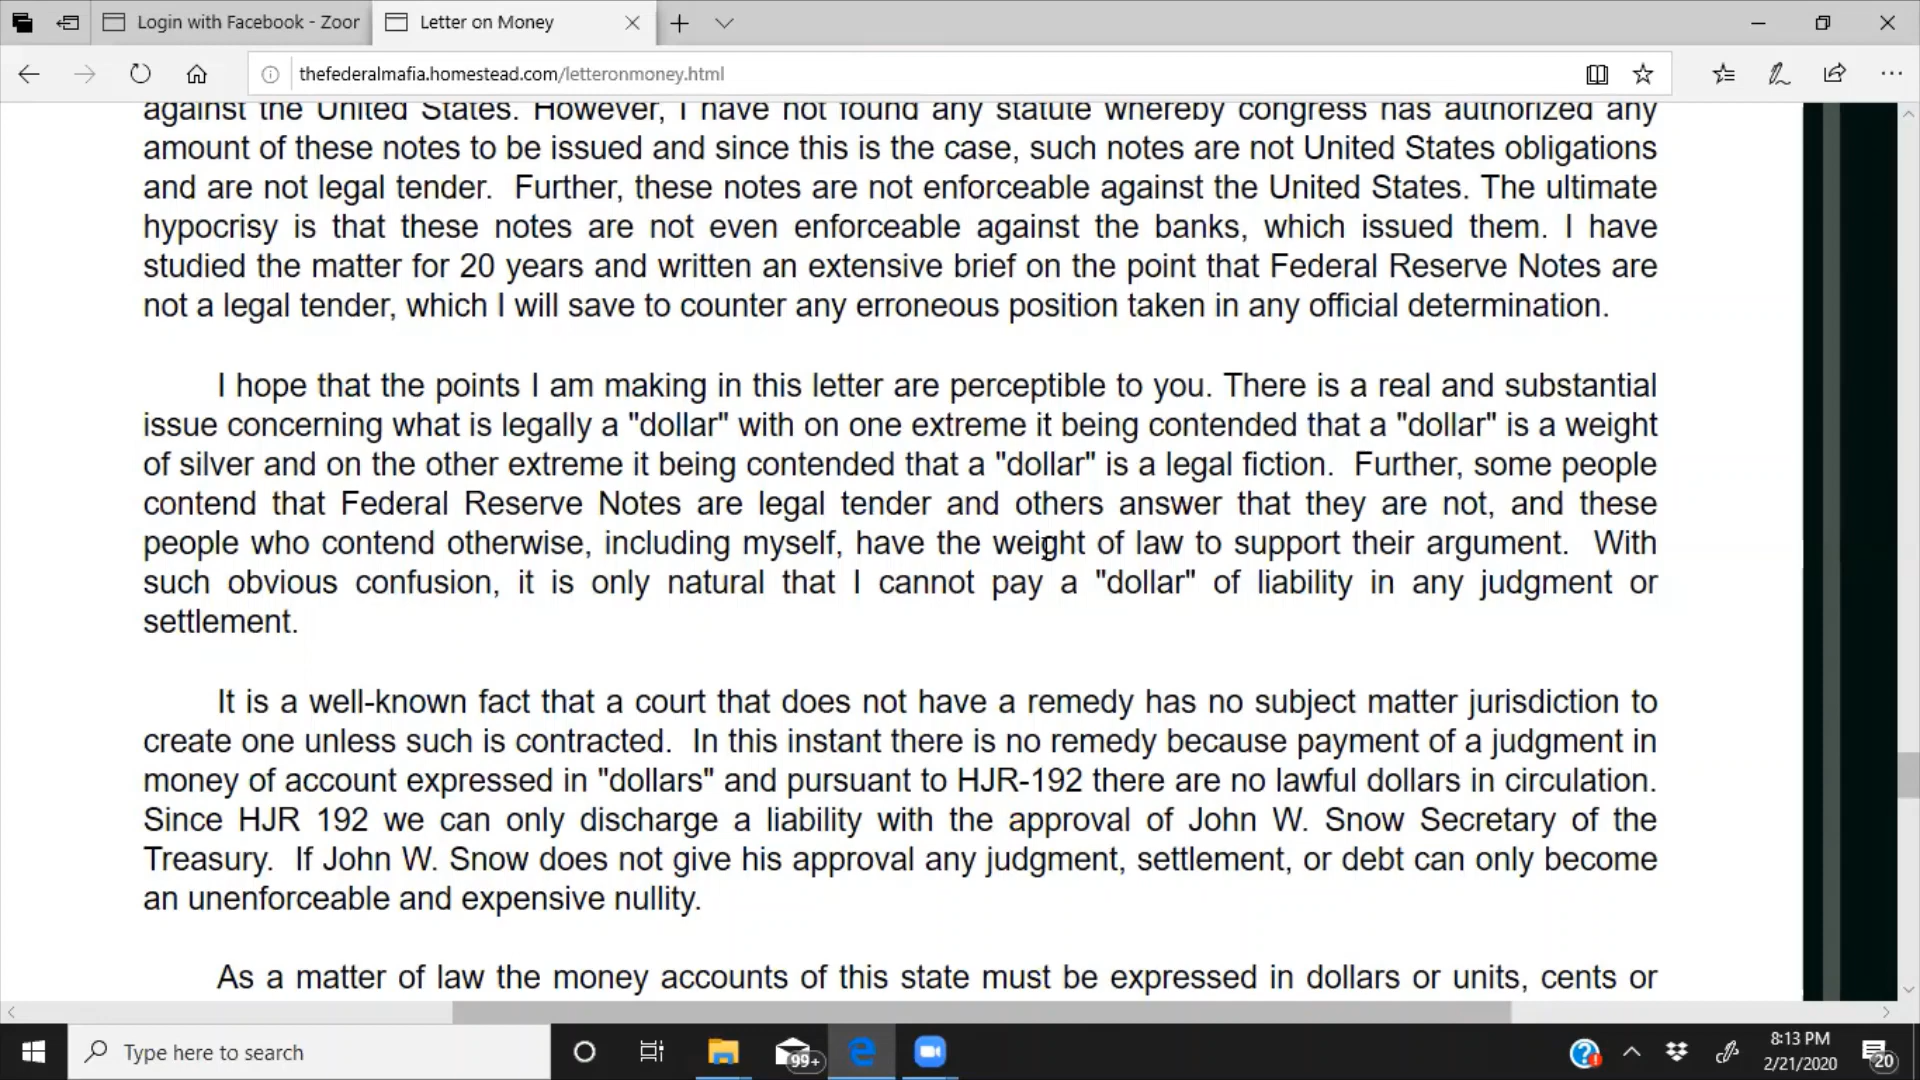 Login with Facebook - Zoor
Letter on Money
thefederalmafia.homestead.com/letteronmoney.html
against the United States. However, I have not found any statute whereby congress has authorized any
amount of these notes to be issued and since this is the case, such notes are not United States obligations
and are not legal tender.  Further, these notes are not enforceable against the United States. The ultimate
hypocrisy is that these notes are not even enforceable against the banks, which issued them. I have
studied the matter for 20 years and written an extensive brief on the point that Federal Reserve Notes are
not a legal tender, which I will save to counter any erroneous position taken in any official determination.
I hope that the points I am making in this letter are perceptible to you. There is a real and substantial
issue concerning what is legally a "dollar" with on one extreme it being contended that a "dollar" is a weight
of silver and on the other extreme it being contended that a "dollar" is a legal fiction.  Further, some people
contend that Federal Reserve Notes are legal tender and others answer that they are not, and these
people who contend otherwise, including myself, have the weight of law to support their argument.  With
such obvious confusion, it is only natural that I cannot pay a "dollar" of liability in any judgment or
settlement.
It is a well-known fact that a court that does not have a remedy has no subject matter jurisdiction to
create one unless such is contracted.  In this instant there is no remedy because payment of a judgment in
money of account expressed in "dollars" and pursuant to HJR-192 there are no lawful dollars in circulation.
Since HJR 192 we can only discharge a liability with the approval of John W. Snow Secretary of the
Treasury.  If John W. Snow does not give his approval any judgment, settlement, or debt can only become
an unenforceable and expensive nullity.
As a matter of law the money accounts of this state must be expressed in dollars or units, cents or
Type here to search
99+
8:13 PM
2/21/2020
20